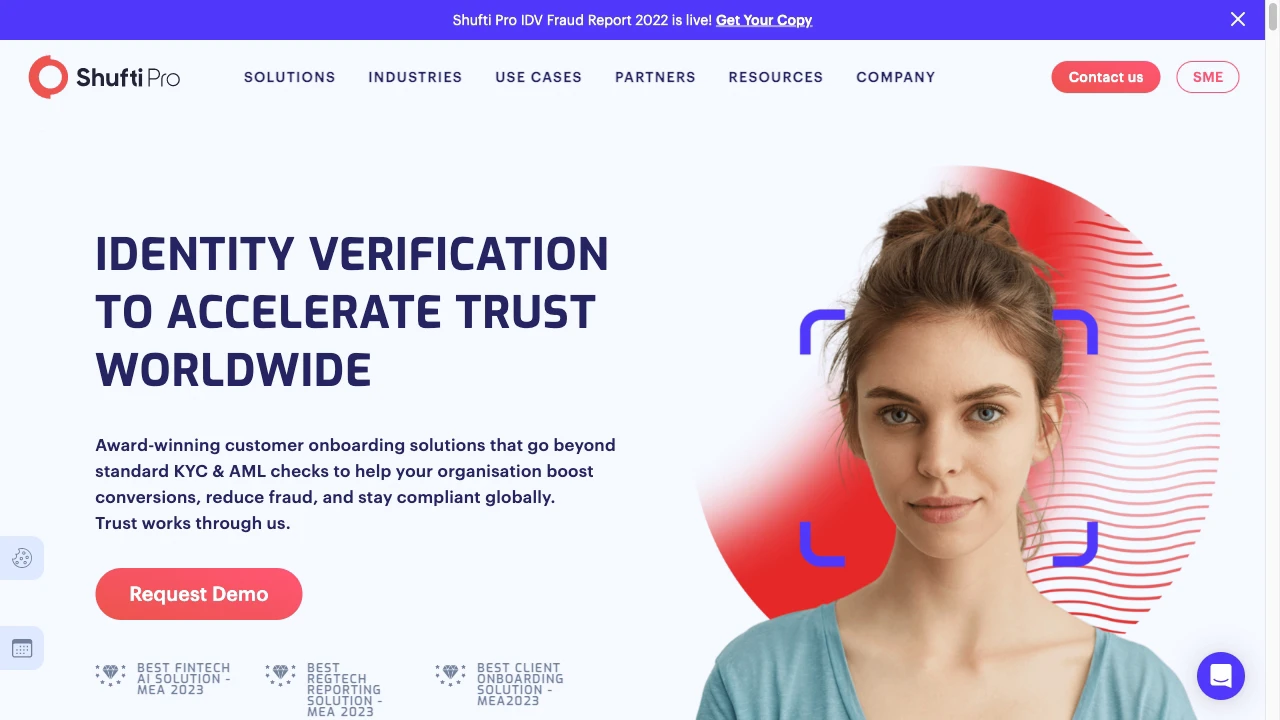 Shufti Pro IDV Fraud Report 2022 is live! Get Your Copy
Shufti Pro
SOLUTIONS
INDUSTRIES
USE CASES
PARTNERS
RESOURCES
COMPANY
Contact us
SME
IDENTITY VERIFICATION
TO ACCELERATE TRUST
WORLDWIDE
Award-winning customer onboarding solutions that go beyond
standard KYC & AML checks to help your organisation boost
conversions, reduce fraud, and stay compliant globally.
Trust works through us.
Request Demo
BEST FINTECH
AI SOLUTION -
MEA 2023
BEST
REGTECH
REPORTING
SOLUTION -
MEA 2023
BEST CLIENT
ONBOARDING
SOLUTION -
MEA2023